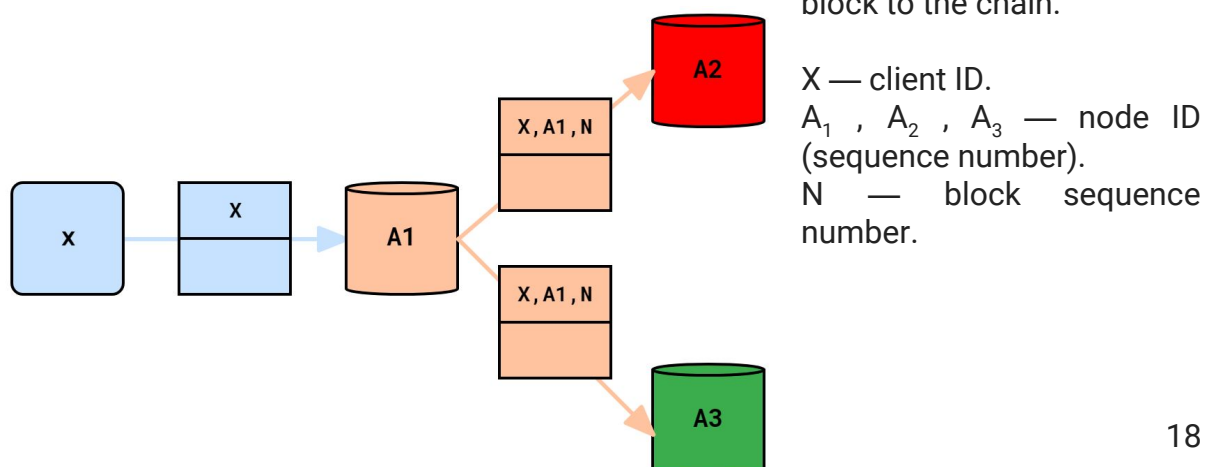 block to the chain.
X — client ID.
A₁ , A₂ , A₃ — node ID
(sequence number).
N — block sequence
number.
A2
X,A1,N
x
X
A1
X,A1,N
A3
18